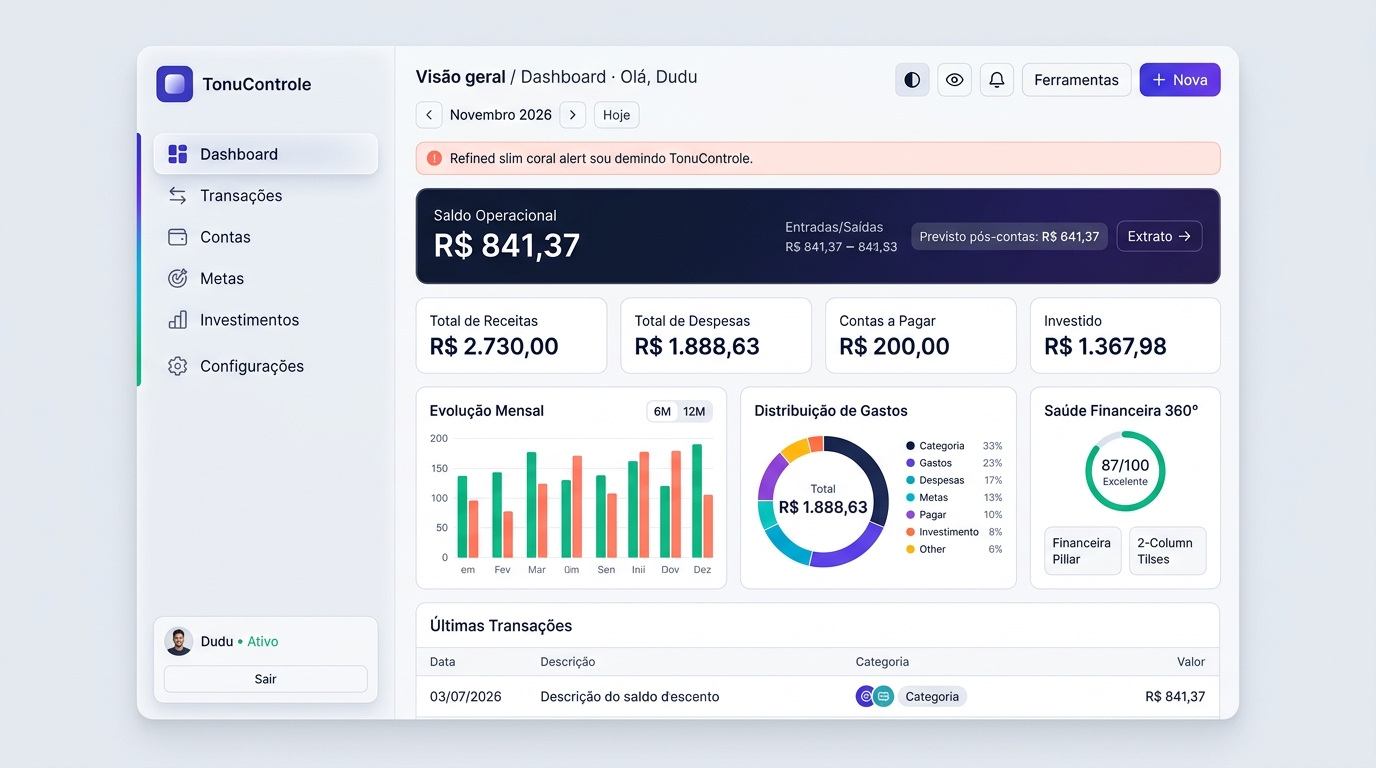 TonuControle
Dashboard
Transações
Contas
Metas
Investimentos
Configurações
Dudu • Ativo
Sair
Visão geral / Dashboard · Olá, Dudu
Ferramentas
+ Nova
Novembro 2026
Hoje
Refined slim coral alert sou demindo TonuControle.
Saldo Operacional
R$ 841,37
Entradas/Saídas
R$ 841,37 – 841,53
Previsto pós-contas: R$ 641,37
Extrato →
Total de Receitas
R$ 2.730,00
Total de Despesas
R$ 1.888,63
Contas a Pagar
R$ 200,00
Investido
R$ 1.367,98
Evolução Mensal
6M 12M
200
150
100
50
0
em Fev Mar 0im Sen Inii Dov Dez
Distribuição de Gastos
Total
R$ 1.888,63
Categoria 33%
Gastos 23%
Despesas 17%
Metas 13%
Pagar 10%
Investimento 8%
Other 6%
Saúde Financeira 360°
87/100
Excelente
Financeira
Pillar
2-Column
Tilses
Últimas Transações
Data Descrição Categoria Valor
03/07/2026 Descrição do saldo d'escento Categoria R$ 841,37